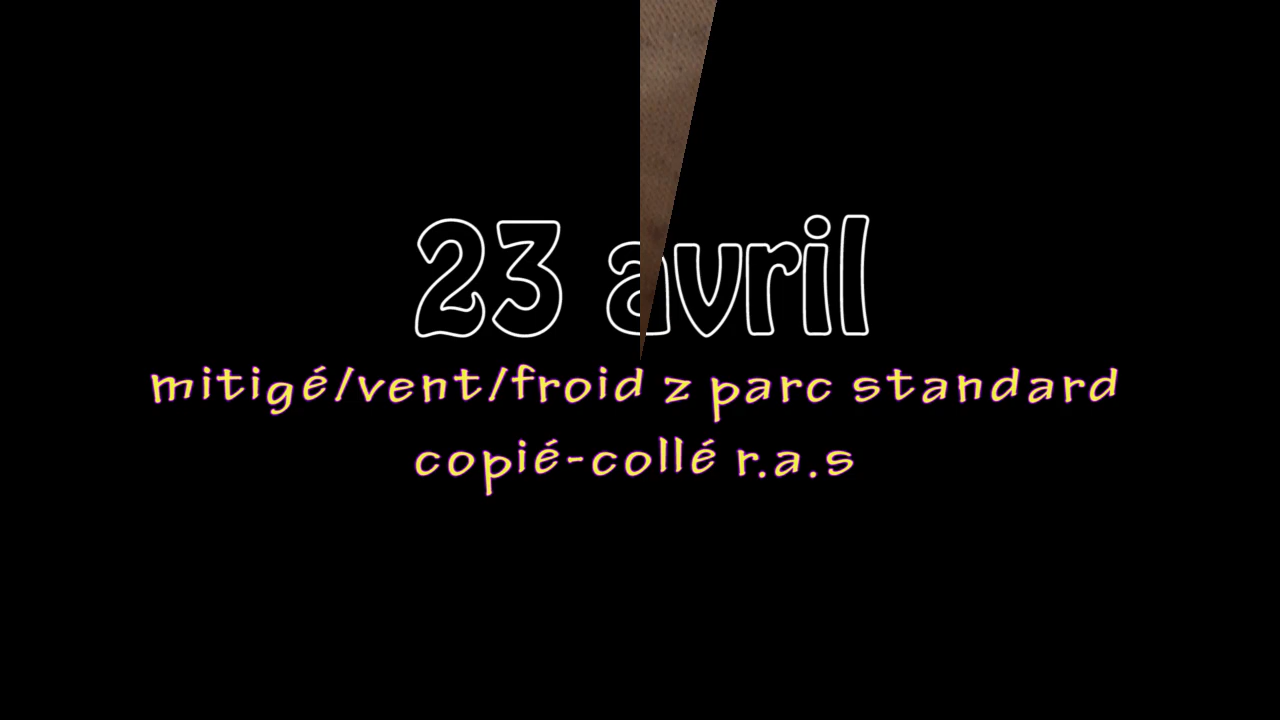 23 avril
mitigé/vent/froid z parc standard
copié-collé r.a.s